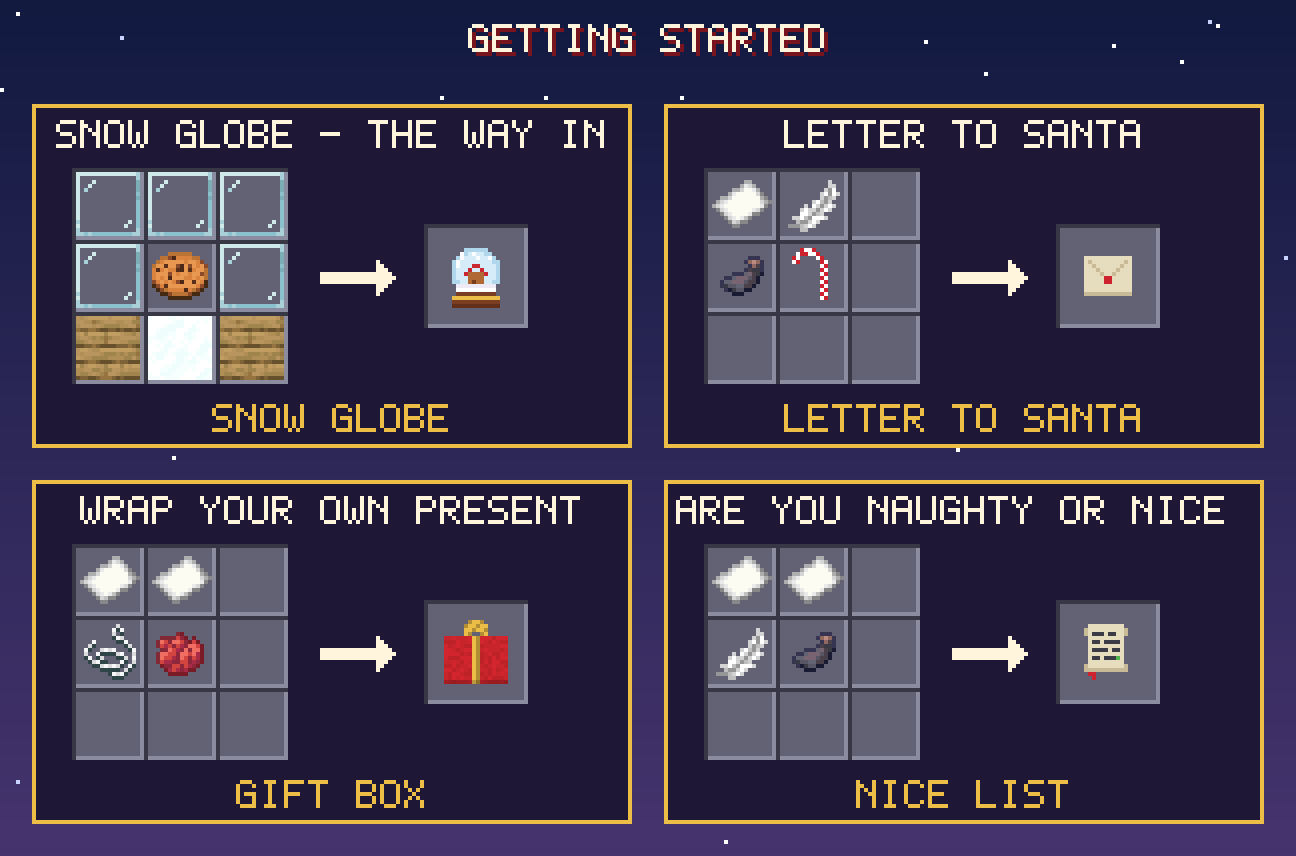 GETTING STARTED
SNOW GLOBE - THE WAY IN
SNOW GLOBE
LETTER TO SANTA
LETTER TO SANTA
WRAP YOUR OWN PRESENT
GIFT BOX
ARE YOU NAUGHTY OR NICE
NICE LIST